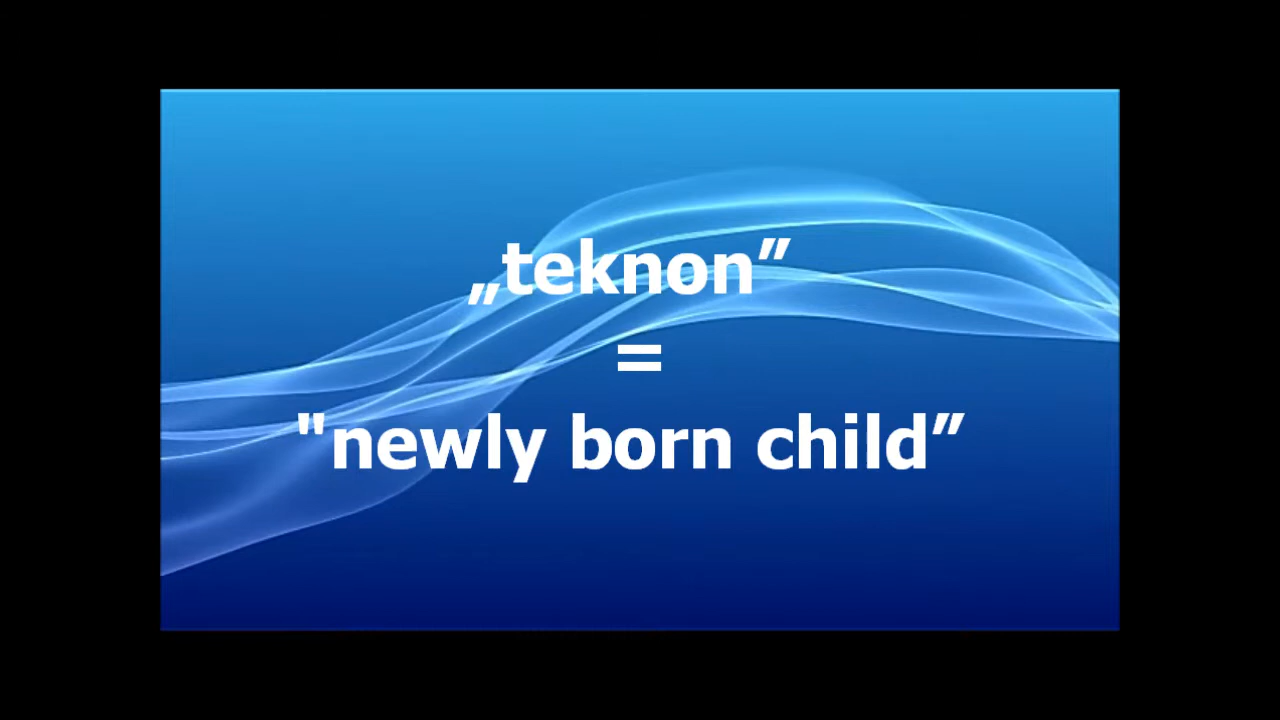 „teknon”
=
"newly born child”